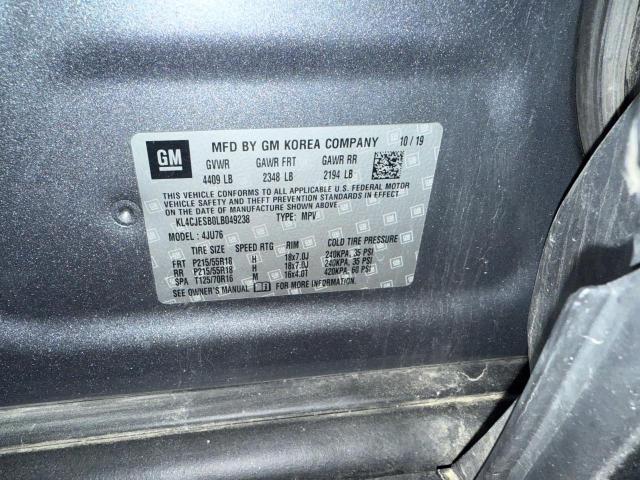 GM MFD BY GM KOREA COMPANY 10 / 19
GVWR GAWR FRT GAWR RR
4409 LB 2348 LB 2194 LB
THIS VEHICLE CONFORMS TO ALL APPLICABLE U.S. FEDERAL MOTOR
VEHICLE SAFETY AND THEFT PREVENTION STANDARDS IN EFFECT
ON THE DATE OF MANUFACTURE SHOWN ABOVE.
KL4CJESB0LB049238 TYPE: MPV
MODEL : 4JU76
TIRE SIZE SPEED RTG RIM COLD TIRE PRESSURE
FRT P215/55R18 H 18x7.0J 240KPA, 35 PSI
RR P215/55R18 H 18x7.0J 240KPA, 35 PSI
SPA T125/70R16 M 16x4.0T 420KPA, 60 PSI
SEE OWNER'S MANUAL FOR MORE INFORMATION.